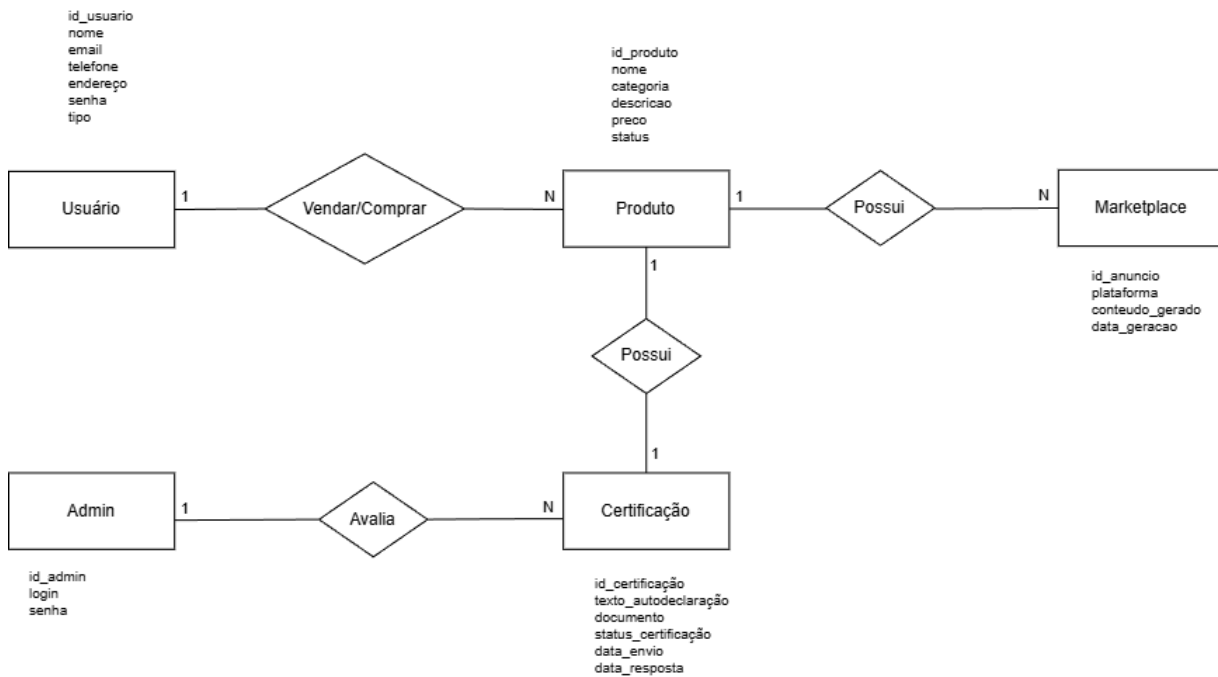 id_usuario
nome
email
telefone
endereço
senha
tipo
id_produto
nome
categoria
descricao
preco
status
Usuário
1
Vendar/Comprar
N
Produto
1
Possui
N
Marketplace
id_anuncio
plataforma
conteudo_gerado
data_geracao
1
Possui
1
Admin
1
Avalia
N
Certificação
id_admin
login
senha
id_certificação
texto_autodeclaração
documento
status_certificação
data_envio
data_resposta